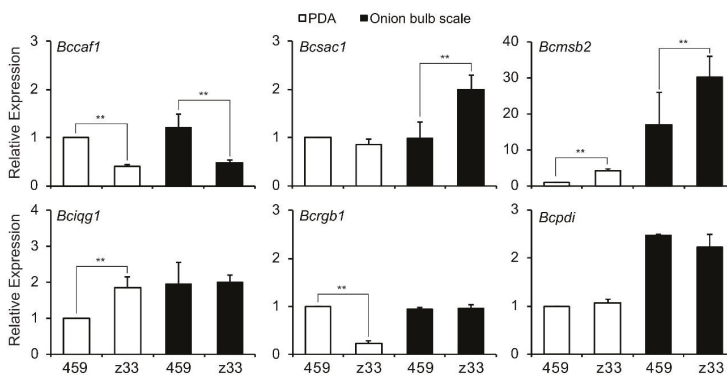 PDA Onion bulb scale
Bccaf1
Bcsac1
Bcmsb2
Relative Expression
3
2
1
0
**
**
3
2
1
0
**
40
30
20
10
0
**
**
Bciqg1
Bcrgb1
Bcpdi
Relative Expression
4
3
2
1
0
**
3
2
1
0
**
3
2
1
0
459 z33 459 z33
459 z33 459 z33
459 z33 459 z33